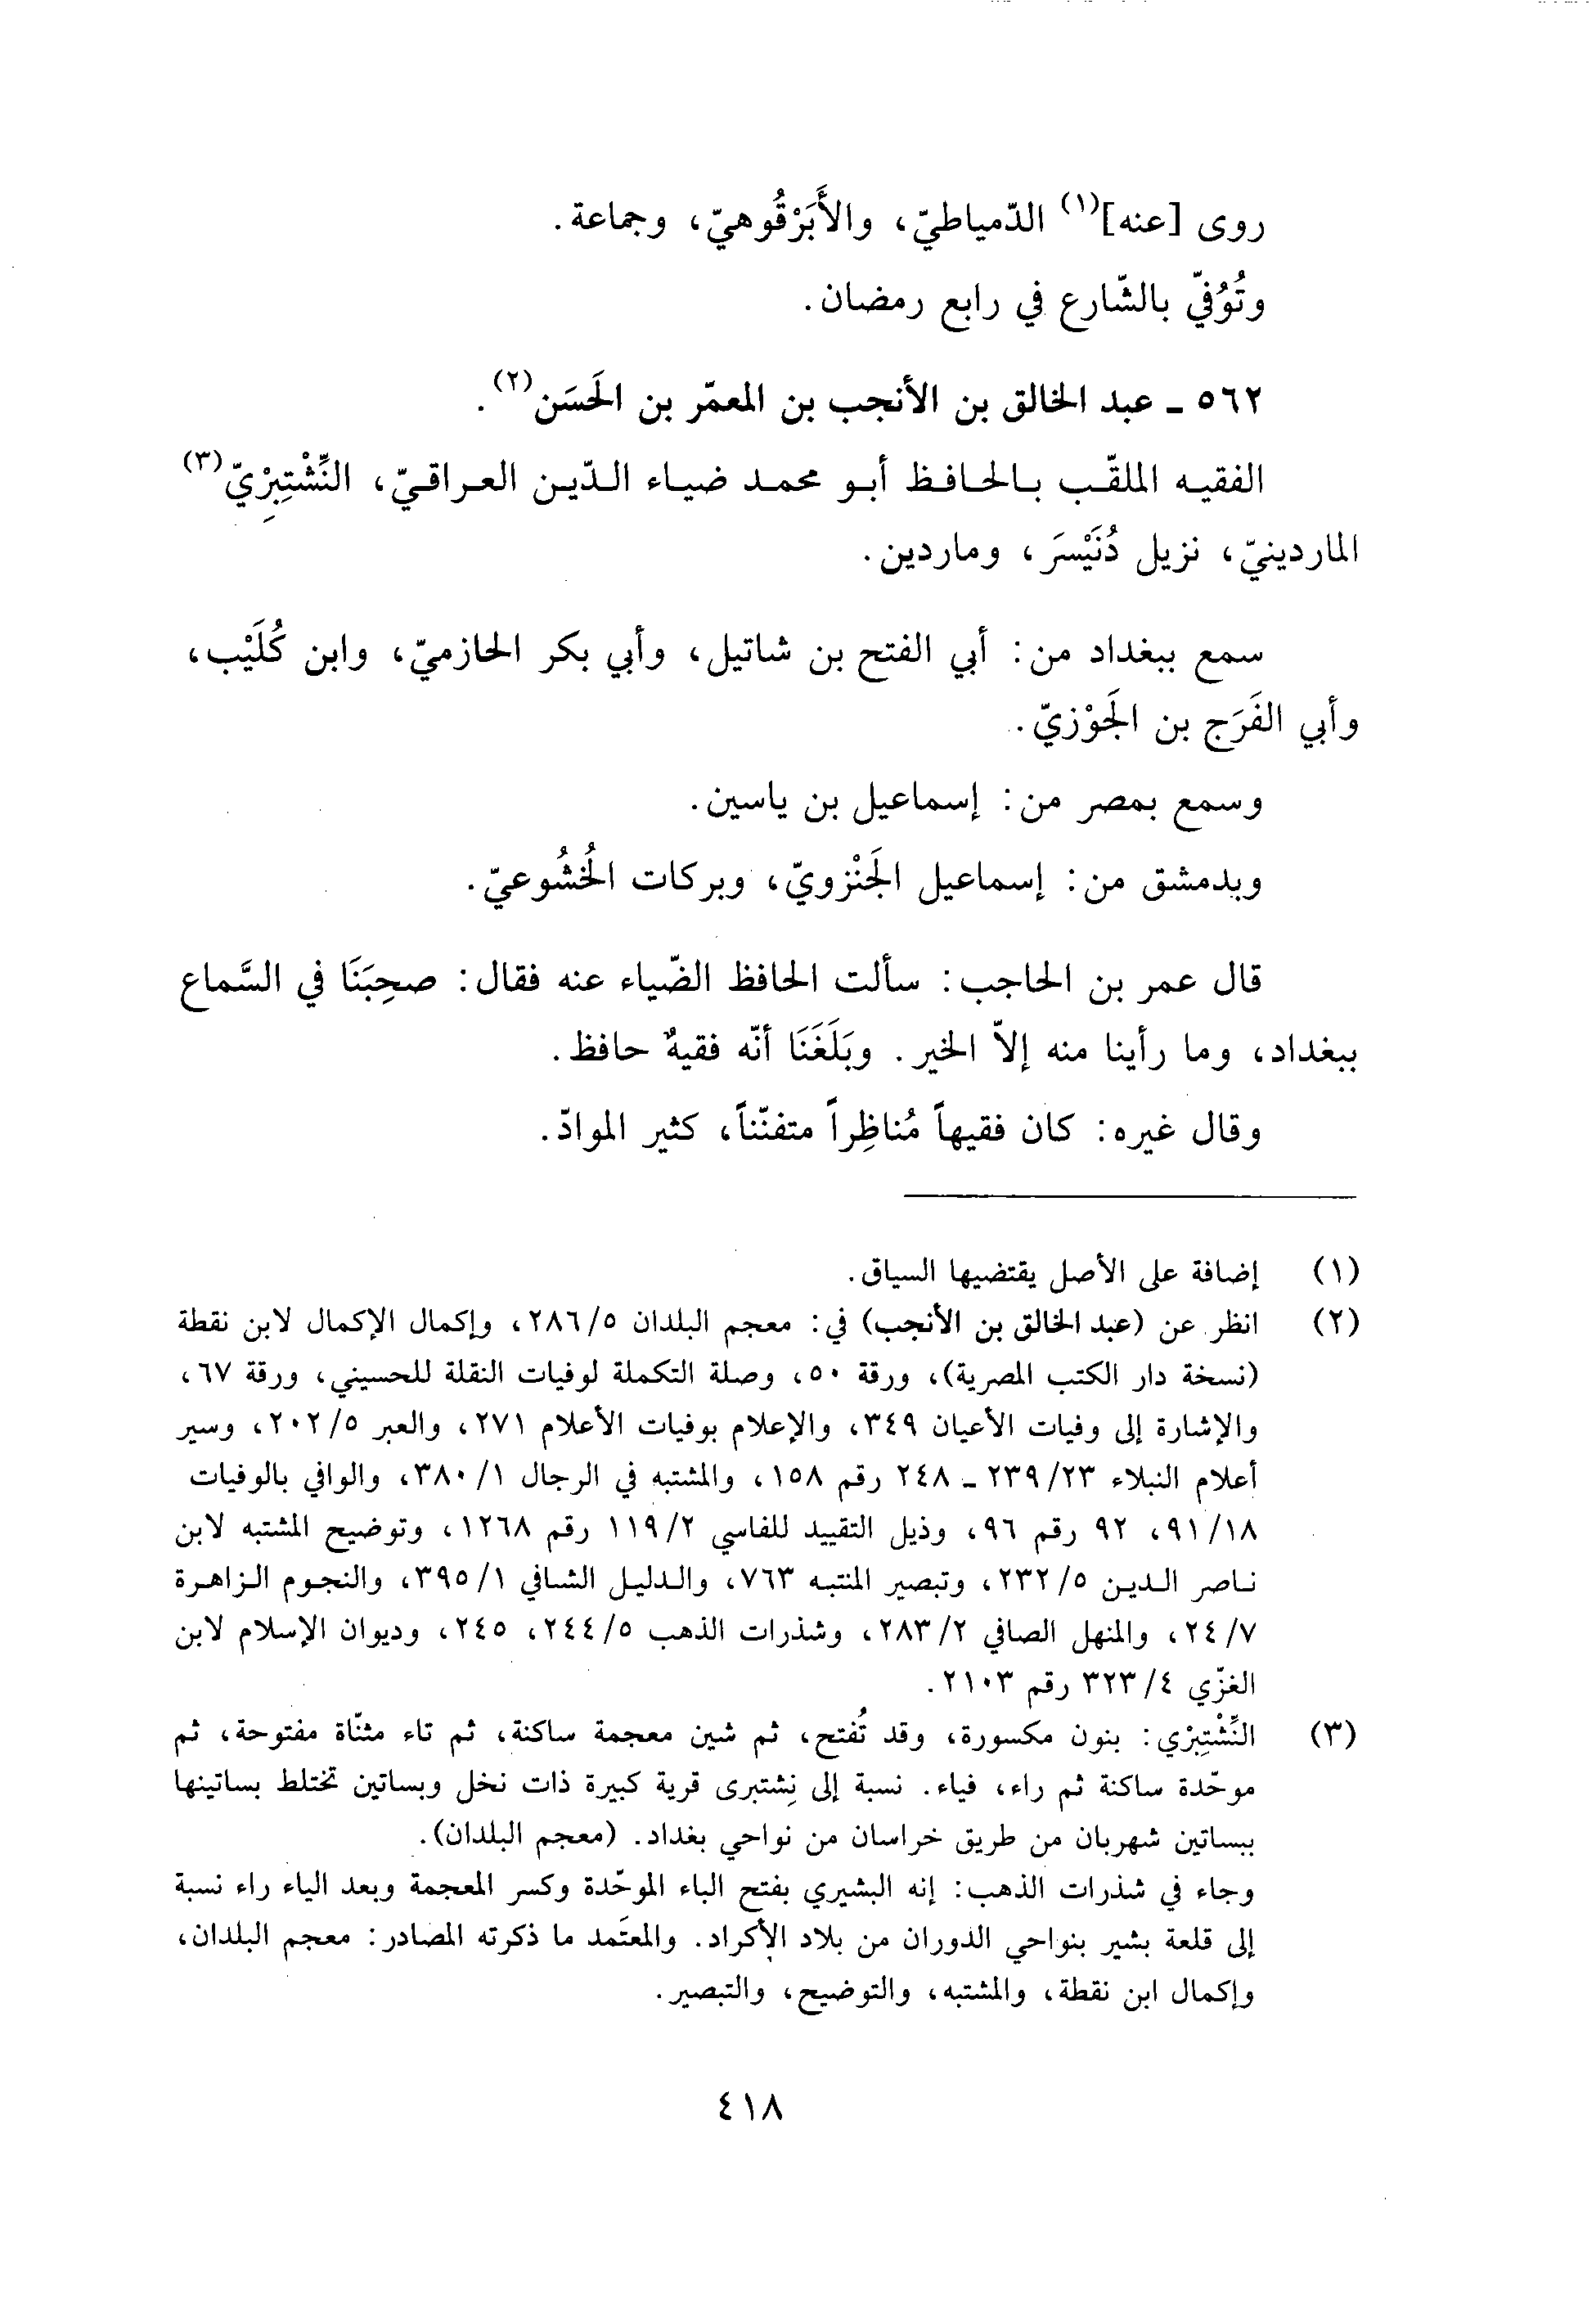 روى [عنه](١) الدّمياطيّ، والأَبَرْقُوهيّ، وجماعة.
وتُوُفيّ بالشّارع في رابع رمضان.
٥٦٢ ـ عبد الخالق بن الأنجب بن المعمّر بن الحَسَن(٢).
الفقيه الملقّب بالحافظ أبو محمد ضياء الدّين العراقيّ، النِّشْتِبِرْيّ(٣)
الماردينيّ، نزيل دُنَيْسَر، وماردين.
سمع ببغداد من: أبي الفتح بن شاتيل، وأبي بكر الحازميّ، وابن كُلَيْب،
وأبي الفَرَج بن الجَوْزيّ.
وسمع بمصر من: إسماعيل بن ياسين.
وبدمشق من: إسماعيل الجَنْزويّ، وبركات الخُشُوعيّ.
قال عمر بن الحاجب: سألت الحافظ الضّياء عنه فقال: صحِبَنَا في السَّماع
ببغداد، وما رأينا منه إلاّ الخير. وبَلَغَنَا أنّه فقيهٌ حافظ.
وقال غيره: كان فقيهاً مُناظِراً متفنّناً، كثير الموادّ.
(١) إضافة على الأصل يقتضيها السياق.
(٢) انظر عن (عبد الخالق بن الأنجب) في: معجم البلدان ٢٨٦/٥، وإكمال الإكمال لابن نقطة
(نسخة دار الكتب المصرية)، ورقة ٥٠، وصلة التكملة لوفيات النقلة للحسيني، ورقة ٦٧،
والإشارة إلى وفيات الأعيان ٣٤٩، والإعلام بوفيات الأعلام ٢٧١، والعبر ٢٠٢/٥، وسير
أعلام النبلاء ٢٣٩/٢٣ ـ ٢٤٨ رقم ١٥٨، والمشتبه في الرجال ٣٨٠/١، والوافي بالوفيات
٩١/١٨، ٩٢ رقم ٩٦، وذيل التقييد للفاسي ١١٩/٢ رقم ١٢٦٨، وتوضيح المشتبه لابن
ناصر الدين ٢٣٢/٥، وتبصير المنتبه ٧٦٣، والدليل الشافي ٣٩٥/١، والنجوم الزاهرة
٢٤/٧، والمنهل الصافي ٢٨٣/٢، وشذرات الذهب ٢٤٤/٥، ٢٤٥، وديوان الإسلام لابن
الغزّي ٣٢٣/٤ رقم ٢١٠٣.
(٣) النِّشْتِبِرْي: بنون مكسورة، وقد تُفتح، ثم شين معجمة ساكنة، ثم تاء مثنّاة مفتوحة، ثم
موحّدة ساكنة ثم راء، فياء. نسبة إلى نِشتبرى قرية كبيرة ذات نخل وبساتين تختلط بساتينها
ببساتين شهربان من طريق خراسان من نواحي بغداد. (معجم البلدان).
وجاء في شذرات الذهب: إنه البشيري بفتح الباء الموحّدة وكسر المعجمة وبعد الياء راء نسبة
إلى قلعة بشير بنواحي الدوران من بلاد الأكراد. والمعتَمد ما ذكرته المصادر: معجم البلدان،
وإكمال ابن نقطة، والمشتبه، والتوضيح، والتبصير.
٤١٨